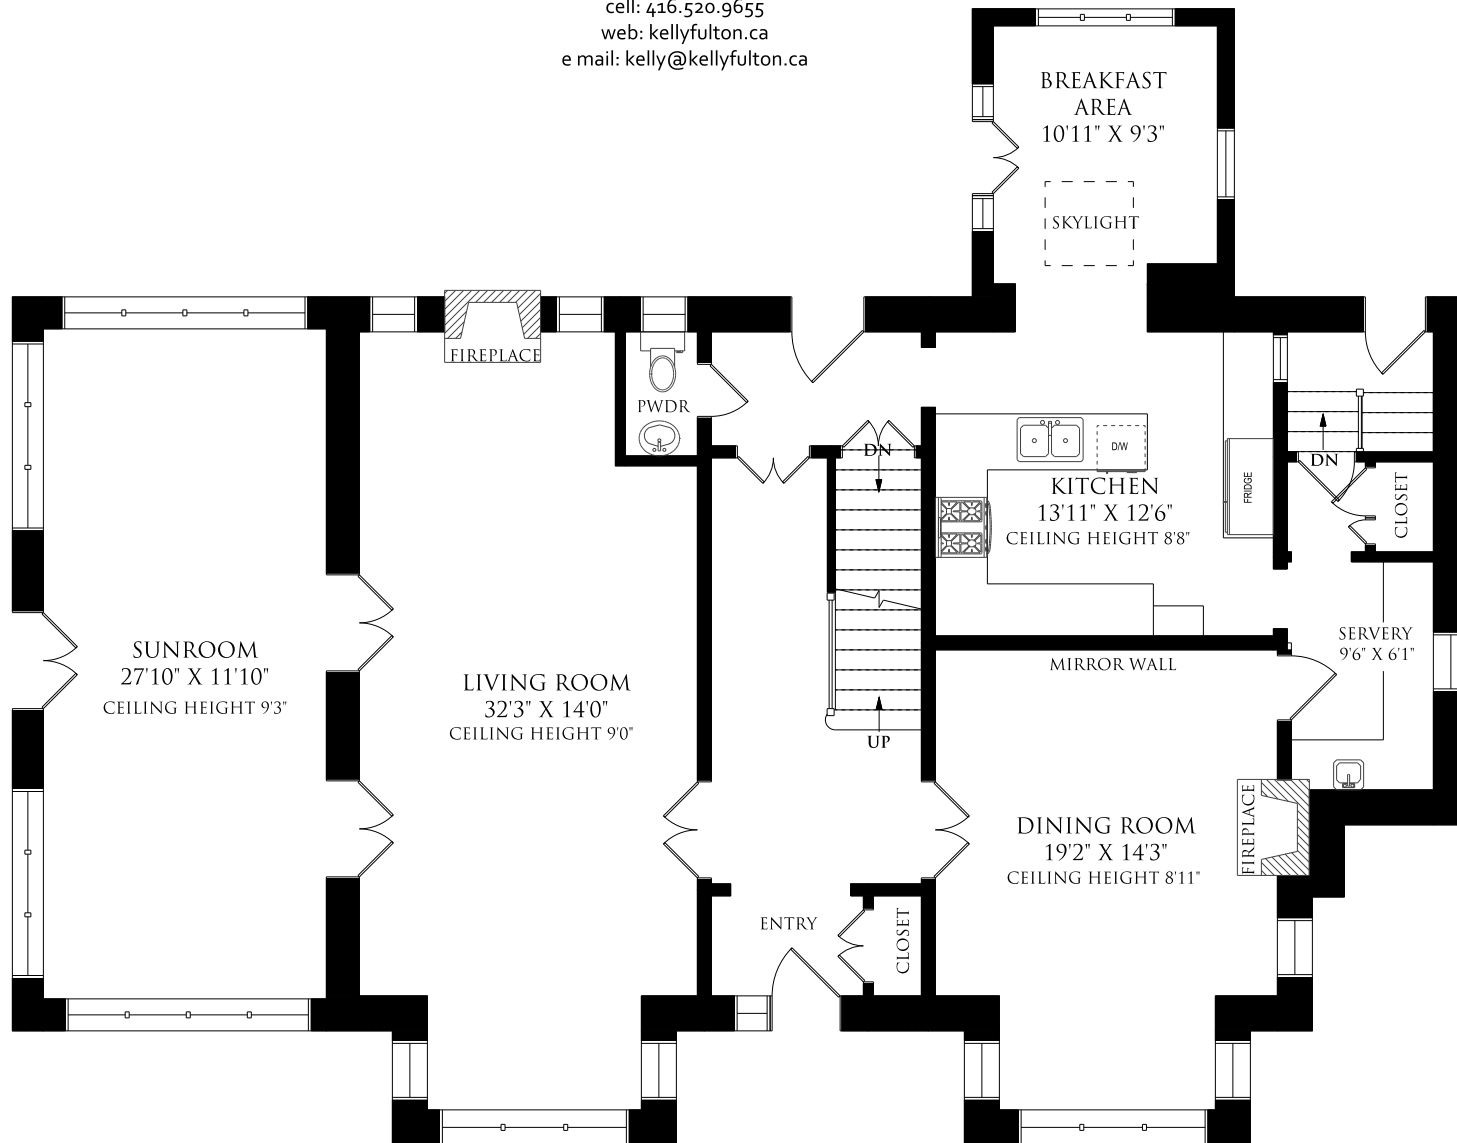 cell: 416.520.9655
web: kellyfulton.ca
e mail: kelly@kellyfulton.ca
BREAKFAST
AREA
10'11" X 9'3"
SKYLIGHT
FIREPLACE
PWDR
DN
D/W
KITCHEN
13'11" X 12'6"
CEILING HEIGHT 8'8"
FRIDGE
DN
CLOSET
SERVERY
9'6" X 6'1"
MIRROR WALL
SUNROOM
27'10" X 11'10"
CEILING HEIGHT 9'3"
LIVING ROOM
32'3" X 14'0"
CEILING HEIGHT 9'0"
UP
DINING ROOM
19'2" X 14'3"
CEILING HEIGHT 8'11"
FIREPLACE
ENTRY
CLOSET